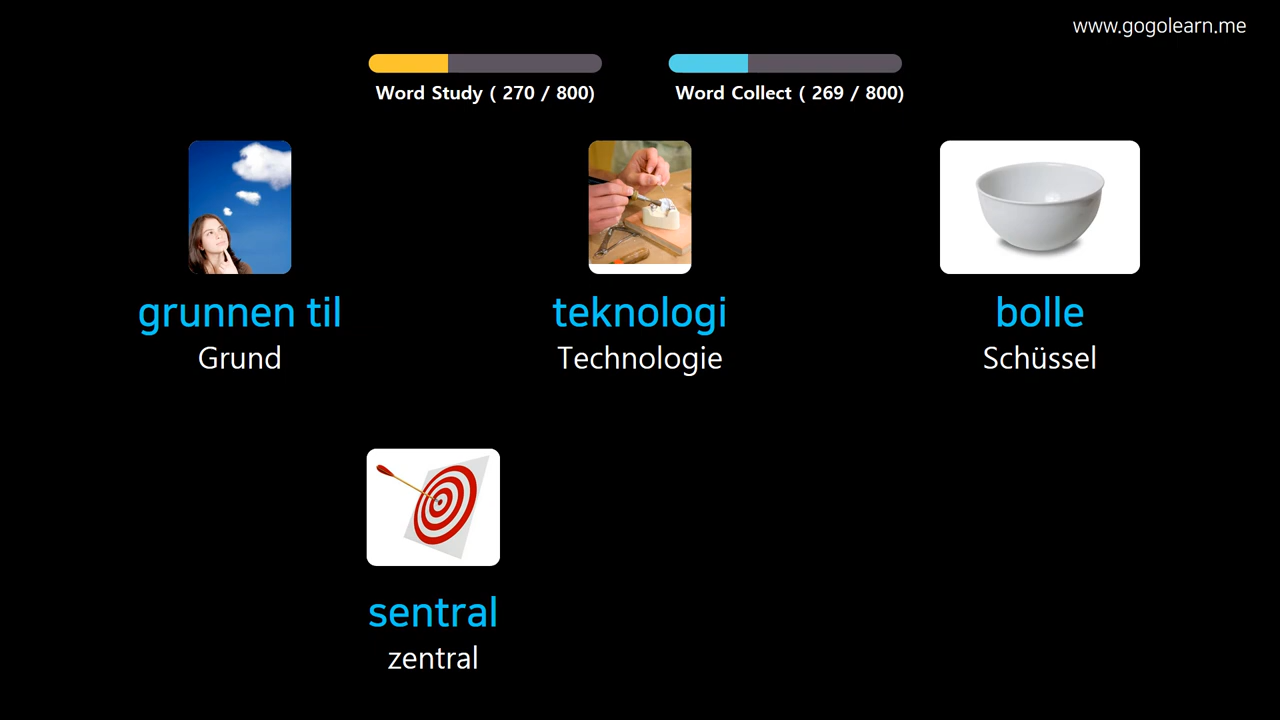 www.gogolearn.me
Word Study ( 270 / 800)
Word Collect ( 269 / 800)
grunnen til
Grund
teknologi
Technologie
bolle
Schüssel
sentral
zentral